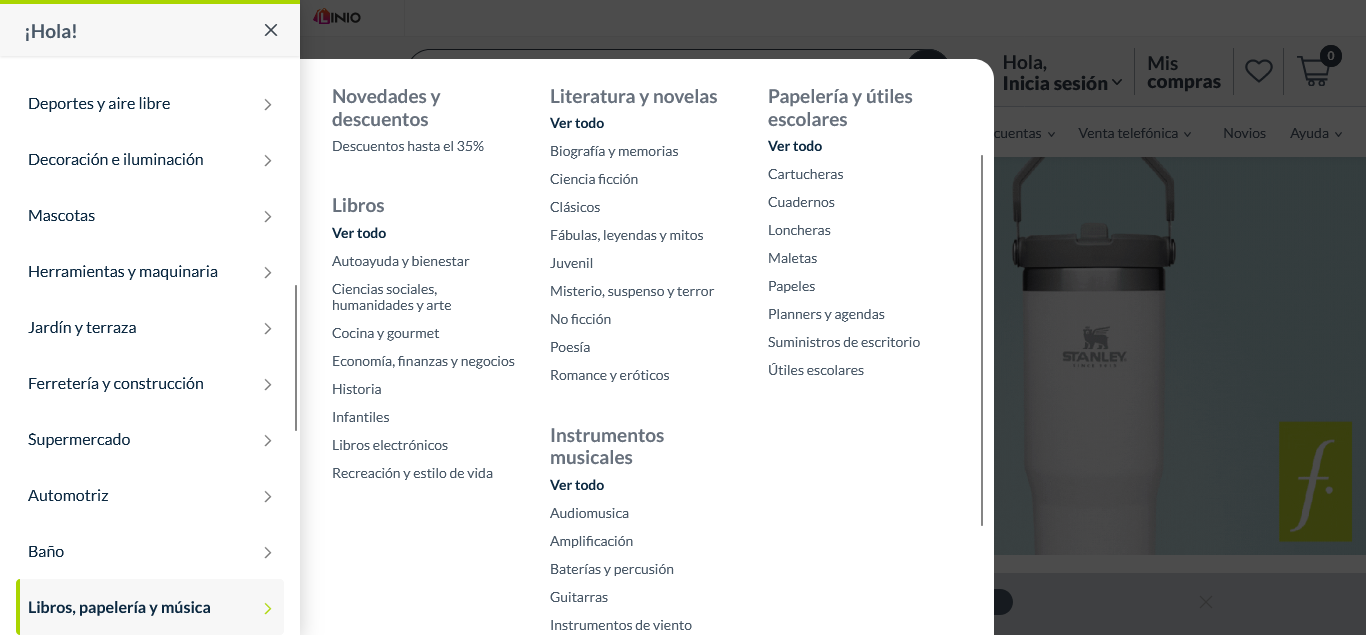 ¡Hola!
Deportes y aire libre
Decoración e iluminación
Mascotas
Herramientas y maquinaria
Jardín y terraza
Ferretería y construcción
Supermercado
Automotriz
Baño
Libros, papelería y música
Novedades y
descuentos
Descuentos hasta el 35%
Libros
Ver todo
Autoayuda y bienestar
Ciencias sociales,
humanidades y arte
Cocina y gourmet
Economía, finanzas y negocios
Historia
Infantiles
Libros electrónicos
Recreación y estilo de vida
Literatura y novelas
Ver todo
Biografía y memorias
Ciencia ficción
Clásicos
Fábulas, leyendas y mitos
Juvenil
Misterio, suspenso y terror
No ficción
Poesía
Romance y eróticos
Instrumentos
musicales
Ver todo
Audiomusica
Amplificación
Baterías y percusión
Guitarras
Instrumentos de viento
Papelería y útiles
escolares
Ver todo
Cartucheras
Cuadernos
Loncheras
Maletas
Papeles
Planners y agendas
Suministros de escritorio
Útiles escolares
LINIO
Hola,
Inicia sesión
Mis
compras
0
cuentas
Venta telefónica
Novios
Ayuda
STANLEY
f.